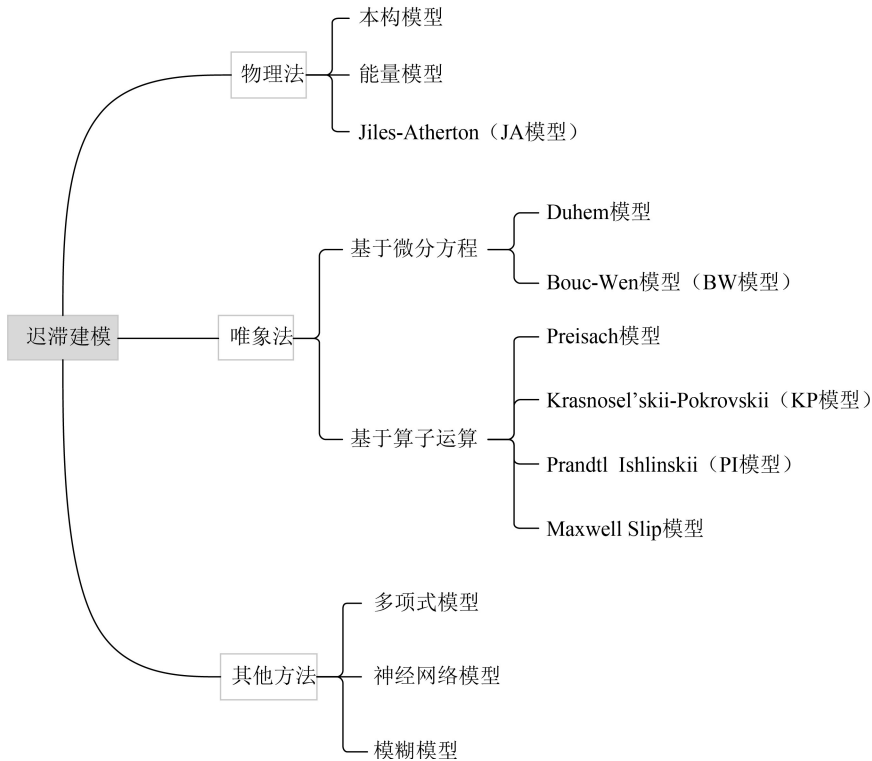 迟滞建模
物理法
本构模型
能量模型
Jiles-Atherton（JA模型）
唯象法
基于微分方程
Duhem模型
Bouc-Wen模型（BW模型）
基于算子运算
Preisach模型
Krasnosel’skii-Pokrovskii（KP模型）
Prandtl Ishlinskii（PI模型）
Maxwell Slip模型
其他方法
多项式模型
神经网络模型
模糊模型